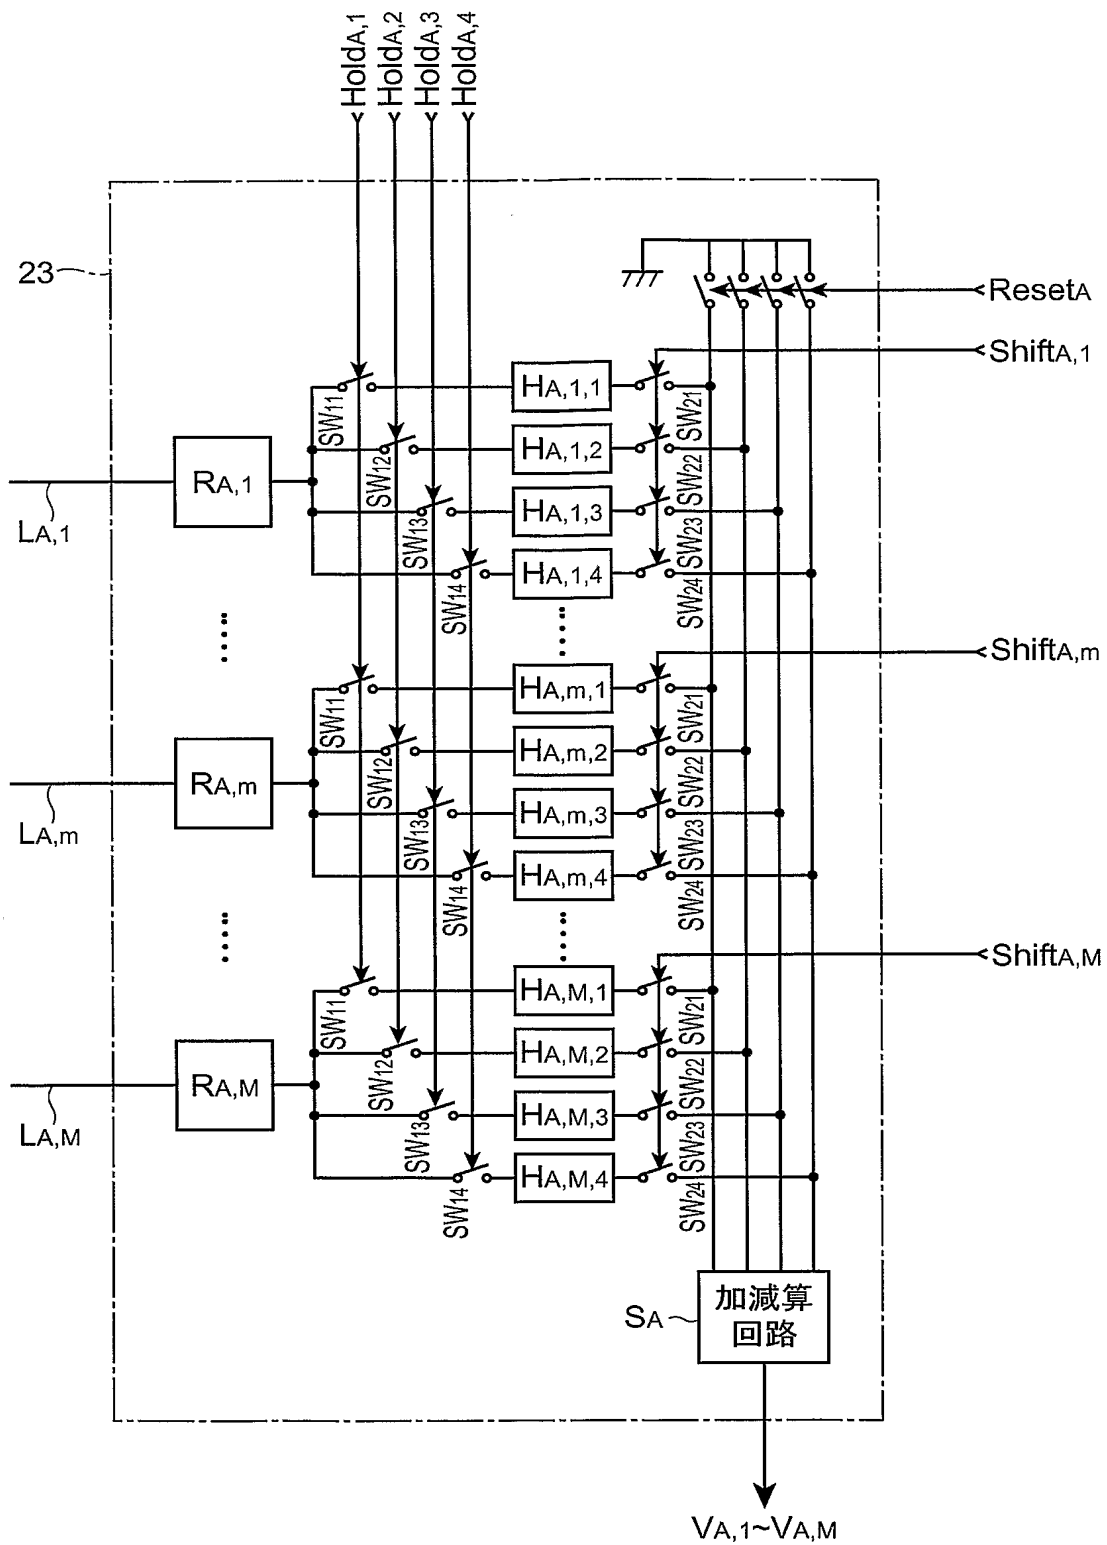 HoldA,1
HoldA,2
HoldA,3
HoldA,4
23
ResetA
ShiftA,1
HA,1,1
SW11
SW21
HA,1,2
SW12
SW22
RA,1
LA,1
HA,1,3
SW13
SW23
HA,1,4
SW14
SW24
ShiftA,m
HA,m,1
SW11
SW21
HA,m,2
SW12
SW22
RA,m
LA,m
HA,m,3
SW13
SW23
HA,m,4
SW14
SW24
ShiftA,M
HA,M,1
SW11
SW21
HA,M,2
SW12
SW22
RA,M
LA,M
HA,M,3
SW13
SW23
HA,M,4
SW14
SW24
SA
加減算
回路
VA,1~VA,M